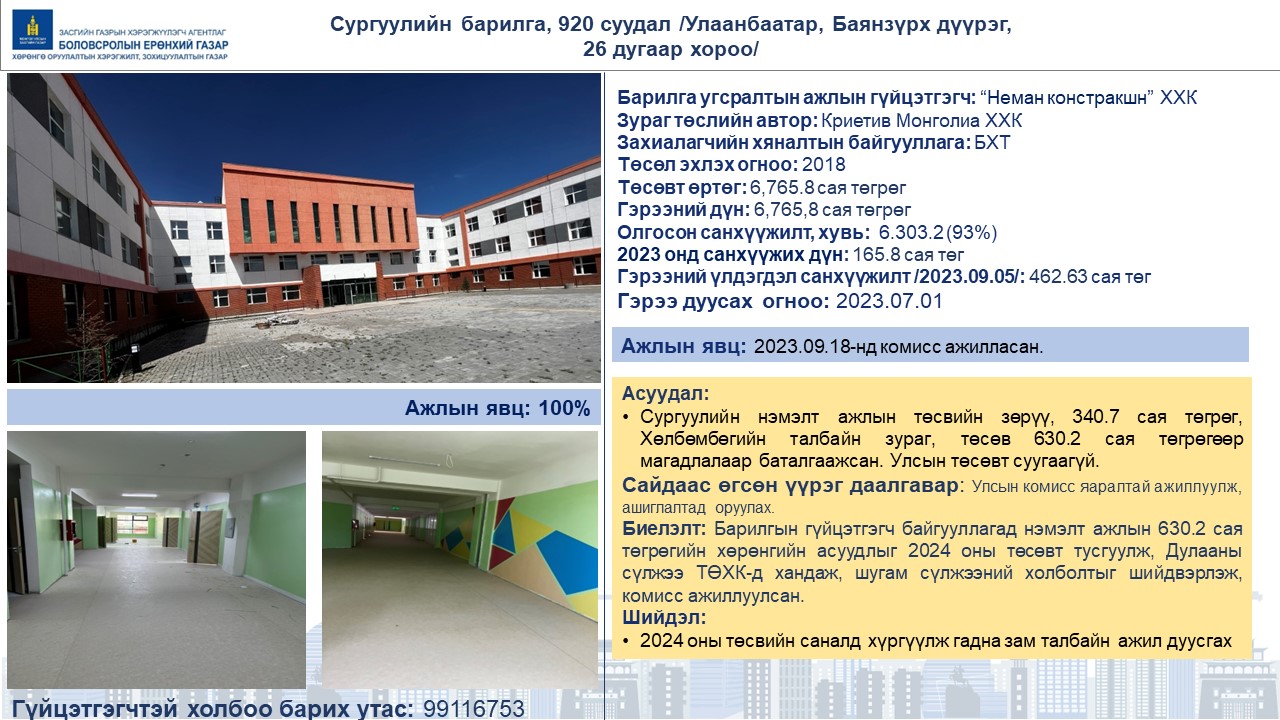 ЗАСГИЙН ГАЗРЫН ХЭРЭГЖҮҮЛЭГЧ АГЕНТЛАГ
БОЛОВСРОЛЫН ЕРӨНХИЙ ГАЗАР
ХӨРӨНГӨ ОРУУЛАЛТЫН ХЭРЭГЖИЛТ, ЗОХИЦУУЛАЛТЫН ГАЗАР
Сургуулийн барилга, 920 суудал /Улаанбаатар, Баянзүрх дүүрэг,
26 дугаар хороо/
Барилга угсралтын ажлын гүйцэтгэгч: “Неман констракшн” ХХК
Зураг төслийн автор: Криетив Монголиа ХХК
Захиалагчийн хяналтын байгууллага: БХТ
Төсөл эхлэх огноо: 2018
Төсөвт өртөг: 6,765.8 сая төгрөг
Гэрээний дүн: 6,765,8 сая төгрөг
Олгосон санхүүжилт, хувь: 6.303.2 (93%)
2023 онд санхүүжих дүн: 165.8 сая төг
Гэрээний үлдэгдэл санхүүжилт /2023.09.05/: 462.63 сая төг
Гэрээ дуусах огноо: 2023.07.01
Ажлын явц: 2023.09.18-нд комисс ажилласан.
Ажлын явц: 100%
Асуудал:
• Сургуулийн нэмэлт ажлын төсвийн зөрүү, 340.7 сая төгрөг,
Хөлбөмбөгийн талбайн зураг, төсөв 630.2 сая төгрөгөөр
магадлалаар баталгаажсан. Улсын төсөвт суугаагүй.
Сайдаас өгсөн үүрэг даалгавар: Улсын комисс яаралтай ажиллуулж,
ашиглалтад оруулах.
Биелэлт: Барилгын гүйцэтгэгч байгууллагад нэмэлт ажлын 630.2 сая
төгрөгийн хөрөнгийн асуудлыг 2024 оны төсөвт тусгуулж, Дулааны
сүлжээ ТӨХК-д хандаж, шугам сүлжээний холболтыг шийдвэрлэж,
комисс ажиллуулсан.
Шийдэл:
• 2024 оны төсвийн саналд хүргүүлж гадна зам талбайн ажил дуусгах
Гүйцэтгэгчтэй холбоо барих утас: 99116753